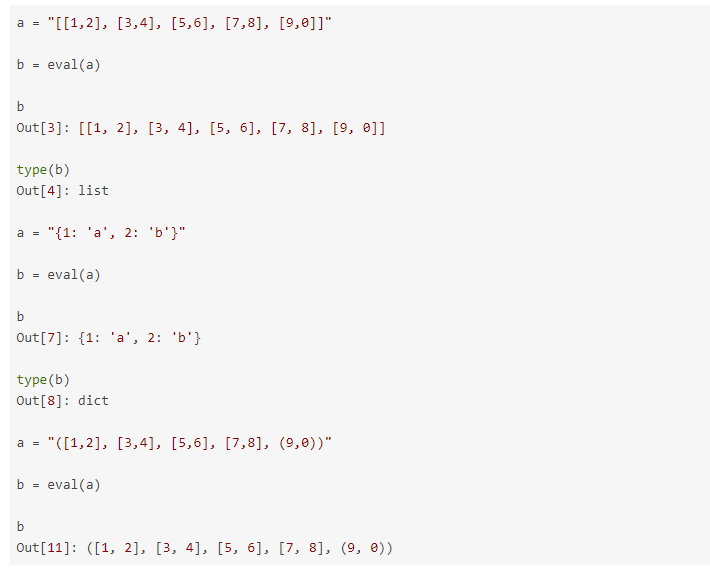 a = "[[1,2], [3,4], [5,6], [7,8], [9,0]]"
b = eval(a)
b
Out[3]: [[1, 2], [3, 4], [5, 6], [7, 8], [9, 0]]
type(b)
Out[4]: list
a = "{1: 'a', 2: 'b'}"
b = eval(a)
b
Out[7]: {1: 'a', 2: 'b'}
type(b)
Out[8]: dict
a = "([1,2], [3,4], [5,6], [7,8], (9,0))"
b = eval(a)
b
Out[11]: ([1, 2], [3, 4], [5, 6], [7, 8], (9, 0))